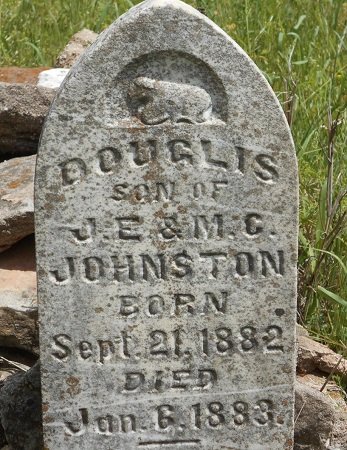 DOUGLIS
SON OF
J. E. & M. C.
JOHNSTON
BORN
Sept. 21, 1882
DIED
Jan. 6, 1883.